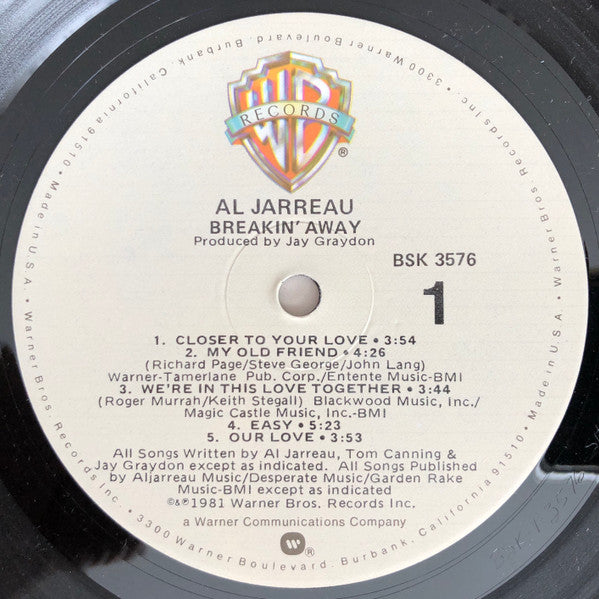 WB
RECORDS
®
AL JARREAU
BREAKIN' AWAY
Produced by Jay Graydon
BSK 3576
1
1. CLOSER TO YOUR LOVE • 3:54
2. MY OLD FRIEND • 4:26
(Richard Page/Steve George/John Lang)
Warner-Tamerlane Pub. Corp./Entente Music-BMI
3. WE'RE IN THIS LOVE TOGETHER • 3:44
(Roger Murrah/Keith Stegall) Blackwood Music, Inc./
Magic Castle Music, Inc.-BMI
4. EASY • 5:23
5. OUR LOVE • 3:53
All Songs Written by Al Jarreau, Tom Canning &
Jay Graydon except as indicated. All Songs Published
by Aljarreau Music/Desperate Music/Garden Rake
Music-BMI except as indicated
©&℗1981 Warner Bros. Records Inc.
a Warner Communications Company
®
Warner Bros. Records Inc. • 3300 Warner Boulevard, Burbank, California 91510 • Made in U.S.A. • Warner Bros. Records Inc. • 3300 Warner Boulevard, Burbank, California 91510 • Made in U.S.A. •
BSK 1 3576